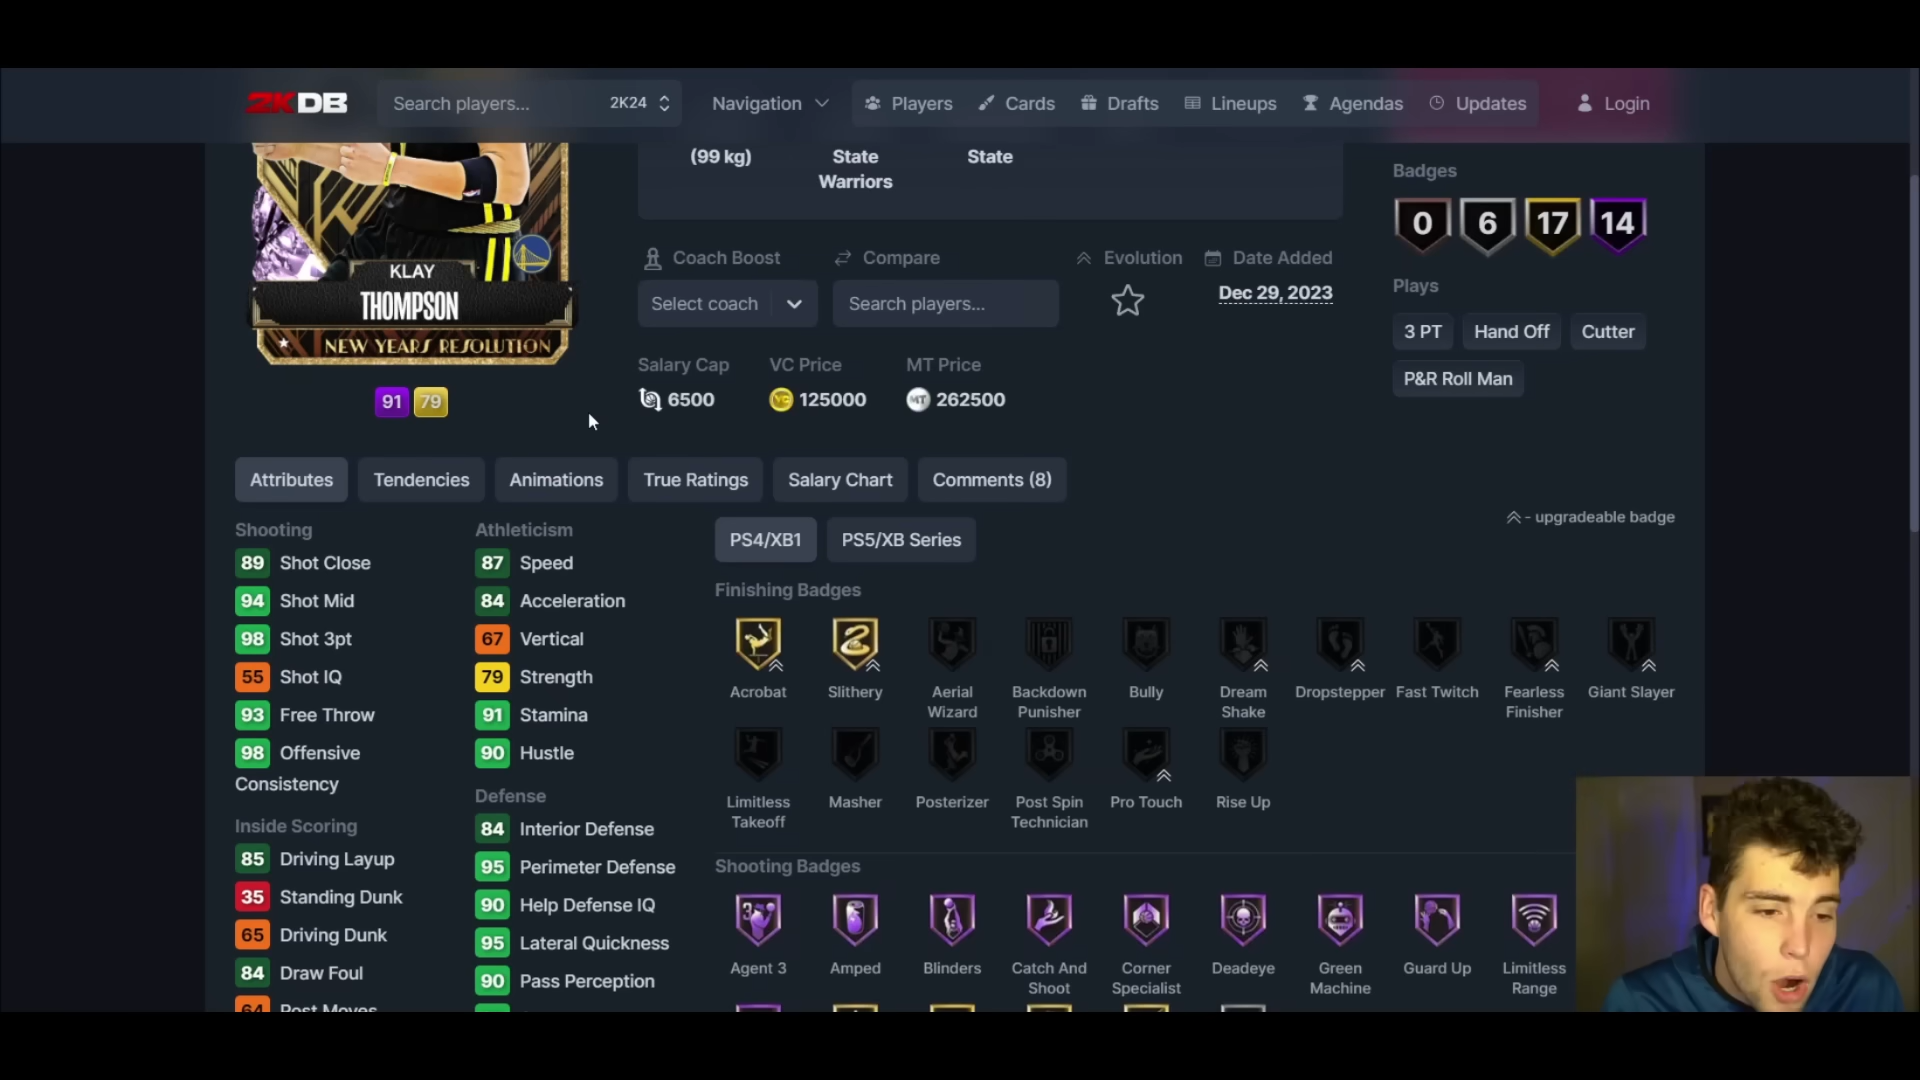 2KDB
Search players...
2K24
Navigation
Players
Cards
Drafts
Lineups
Agendas
Updates
Login
(99 kg)
State
Warriors
State
KLAY
THOMPSON
NEW YEARS RESOLUTION
91 79
Coach Boost
Select coach
Compare
Search players...
Evolution
Date Added
Dec 29, 2023
Salary Cap
6500
VC Price
VC 125000
MT Price
MT 262500
Badges
0 6 17 14
Plays
3 PT
Hand Off
Cutter
P&R Roll Man
Attributes
Tendencies
Animations
True Ratings
Salary Chart
Comments (8)
Shooting
89 Shot Close
94 Shot Mid
98 Shot 3pt
55 Shot IQ
93 Free Throw
98 Offensive
Consistency
Inside Scoring
85 Driving Layup
35 Standing Dunk
65 Driving Dunk
84 Draw Foul
64 Post Moves
Athleticism
87 Speed
84 Acceleration
67 Vertical
79 Strength
91 Stamina
90 Hustle
Defense
84 Interior Defense
95 Perimeter Defense
90 Help Defense IQ
95 Lateral Quickness
90 Pass Perception
PS4/XB1
PS5/XB Series
- upgradeable badge
Finishing Badges
Acrobat
Slithery
Aerial
Wizard
Backdown
Punisher
Bully
Dream
Shake
Dropstepper
Fast Twitch
Fearless
Finisher
Giant Slayer
Limitless
Takeoff
Masher
Posterizer
Post Spin
Technician
Pro Touch
Rise Up
Shooting Badges
3
Agent 3
Amped
Blinders
Catch And
Shoot
Corner
Specialist
Deadeye
Green
Machine
Guard Up
Limitless
Range